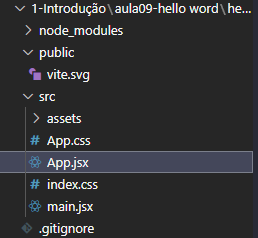 1-Introdução\aula09-hello word\he...
node_modules
public
vite.svg
src
assets
# App.css
App.jsx
# index.css
main.jsx
.gitignore